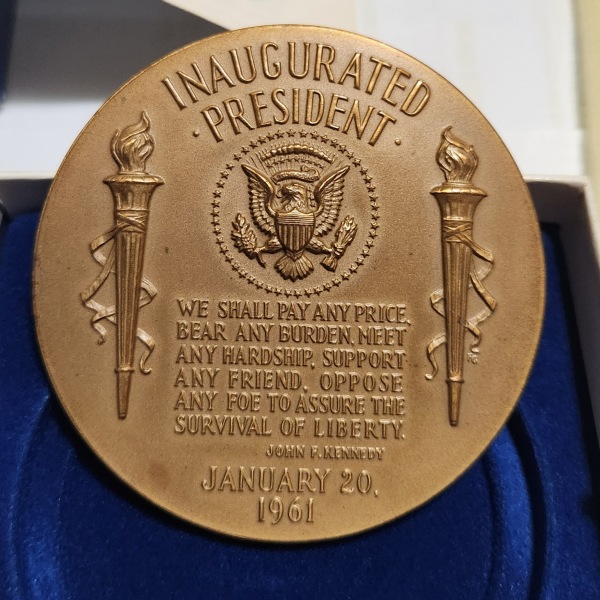 INAUGURATED
· PRESIDENT ·
WE SHALL PAY ANY PRICE,
BEAR ANY BURDEN, MEET
ANY HARDSHIP, SUPPORT
ANY FRIEND, OPPOSE
ANY FOE TO ASSURE THE
SURVIVAL OF LIBERTY.
JOHN F. KENNEDY
JANUARY 20,
1961